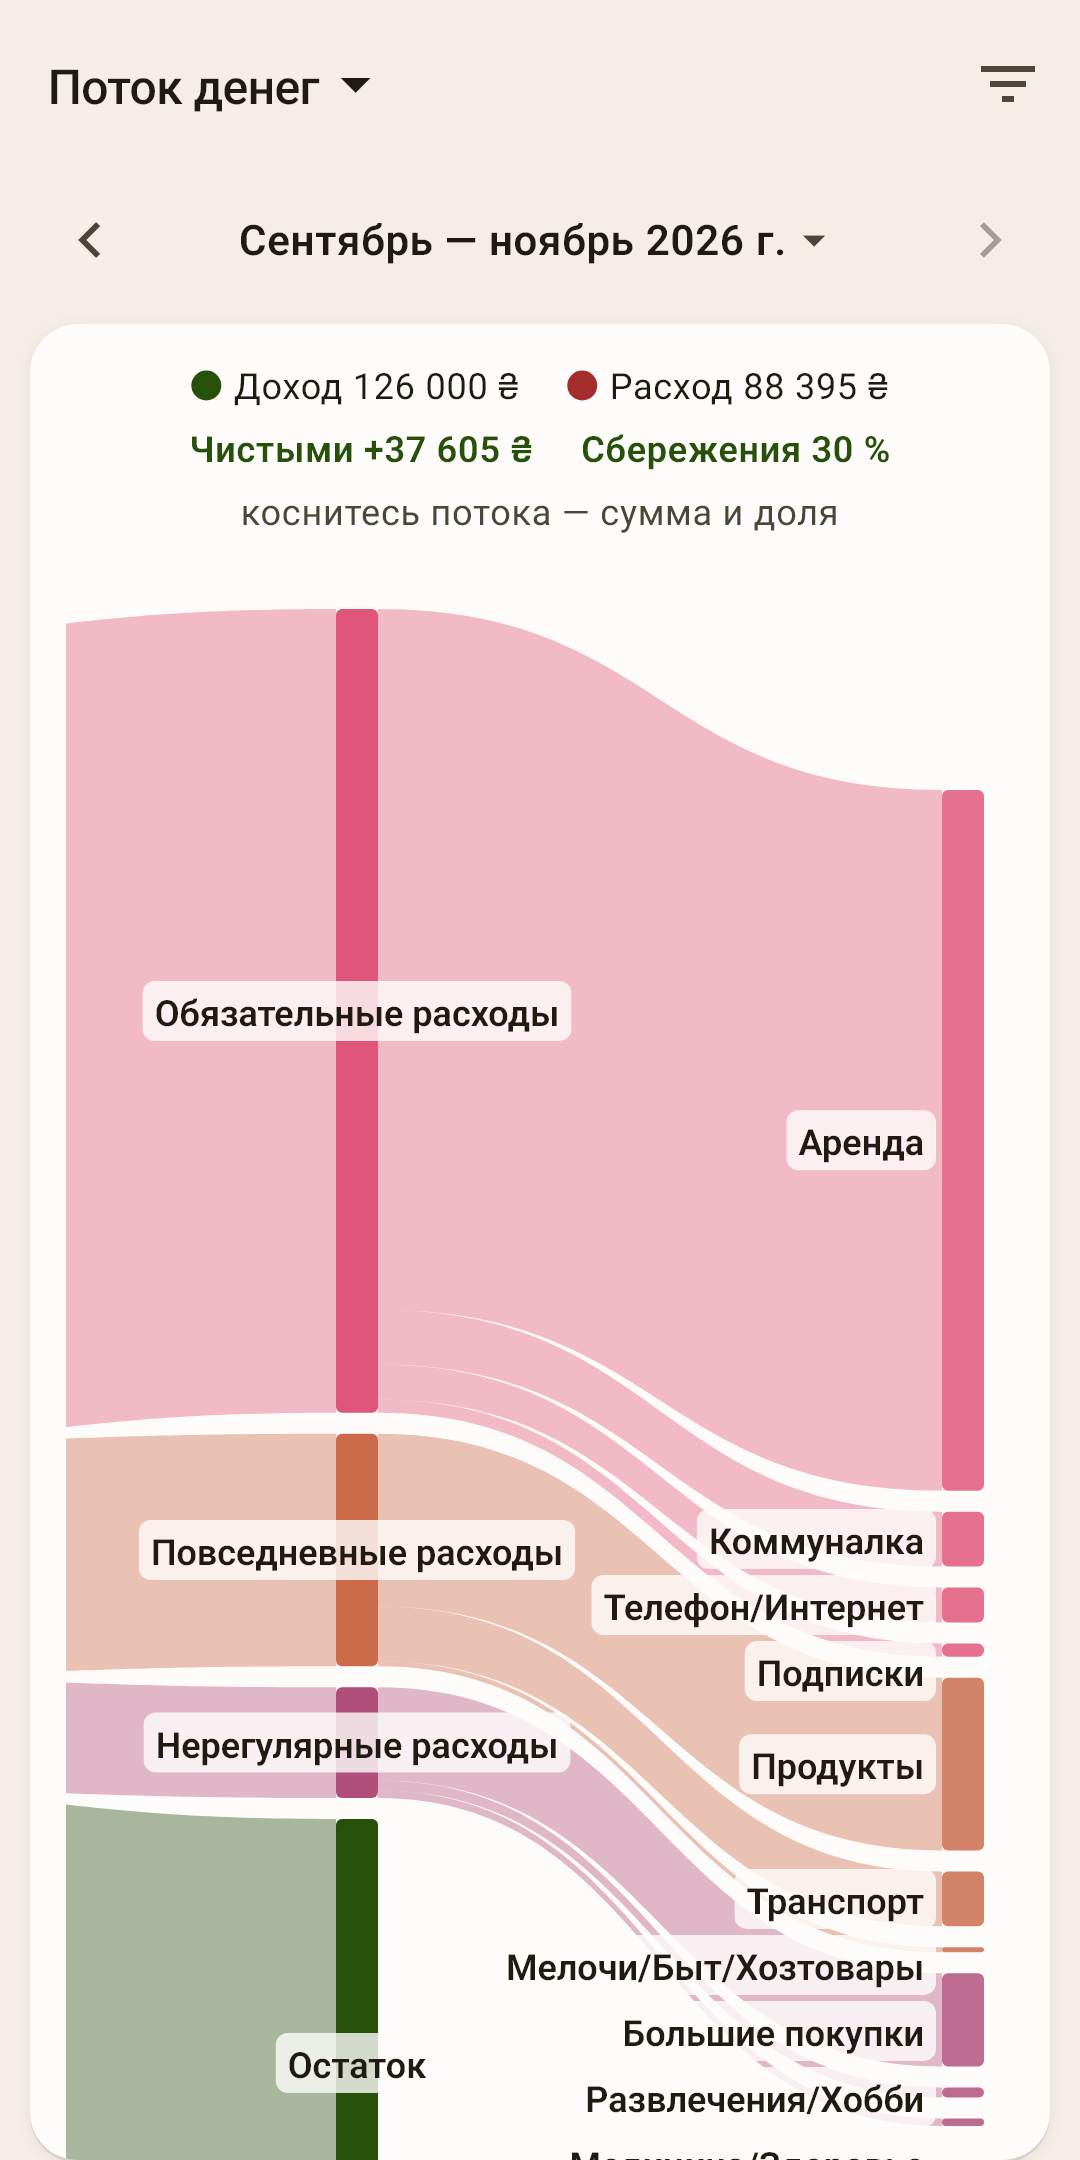 Поток денег
Сентябрь — ноябрь 2026 г.
Доход 126 000 ₴ Расход 88 395 ₴
Чистыми +37 605 ₴ Сбережения 30 %
коснитесь потока — сумма и доля
Обязательные расходы
Аренда
Коммуналка
Повседневные расходы
Телефон/Интернет
Подписки
Нерегулярные расходы
Продукты
Транспорт
Мелочи/Быт/Хозтовары
Большие покупки
Остаток
Развлечения/Хобби